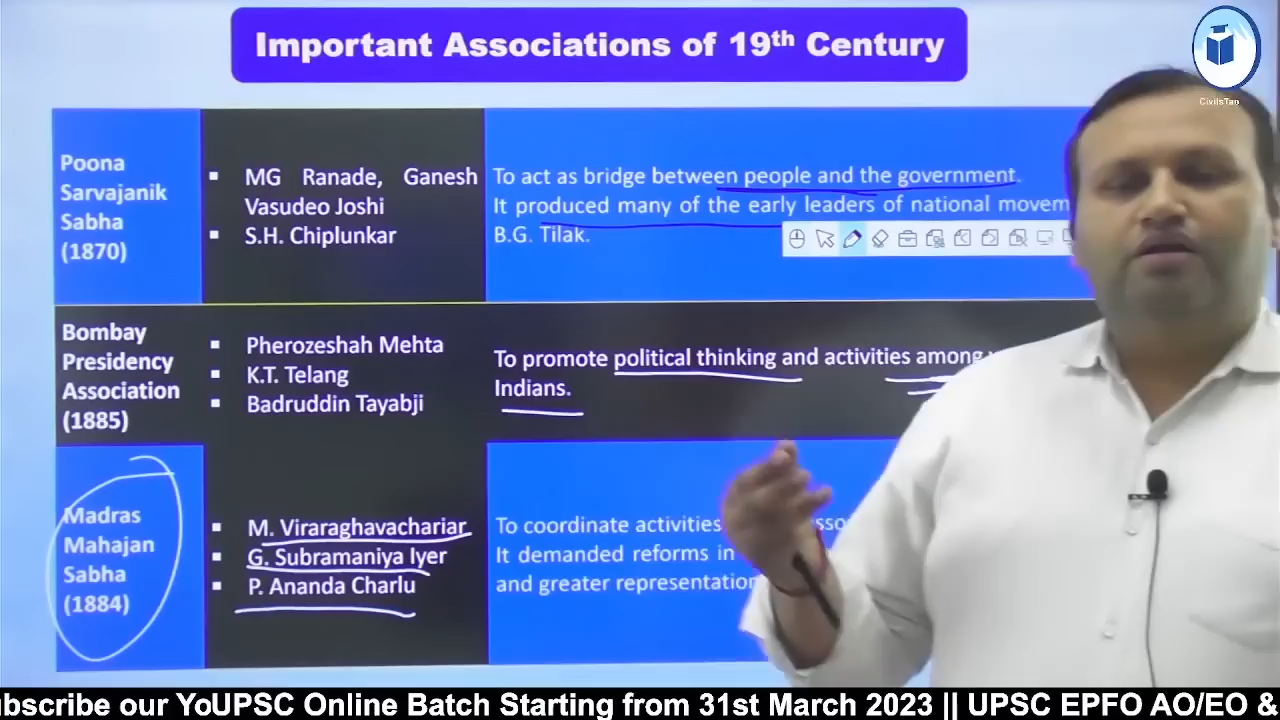 Important Associations of 19th Century
CivilsTap
Poona
Sarvajanik
Sabha
(1870)
MG Ranade, Ganesh
Vasudeo Joshi
S.H. Chiplunkar
To act as bridge between people and the government.
It produced many of the early leaders of national
B.G. Tilak.
Bombay
Presidency
Association
(1885)
Pherozeshah Mehta
K.T. Telang
Badruddin Tayabji
To promote political thinking and activities among
Indians.
Madras
Mahajan
Sabha
(1884)
M. Viraraghavachariar
G. Subramaniya Iyer
P. Ananda Charlu
To coordinate activities
It demanded reforms in
and greater representation
ubscribe our YoUPSC Online Batch Starting from 31st March 2023 || UPSC EPFO AO/EO &